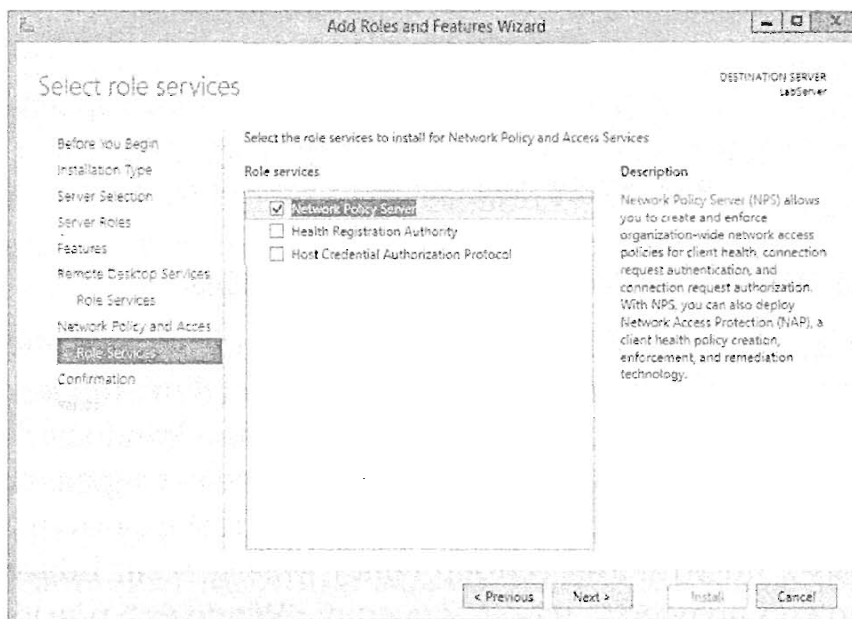 Add Roles and Features Wizard
Select role services
DESTINATION SERVER
LabServer
Before You Begin
Installation Type
Server Selection
Server Roles
Features
Remote Desktop Services
Role Services
Network Policy and Acces
Role Services
Confirmation
Select the role services to install for Network Policy and Access Services
Role services
Network Policy Server
Health Registration Authority
Host Credential Authorization Protocol
Description
Network Policy Server (NPS) allows
you to create and enforce
organization-wide network access
policies for client health, connection
request authentication, and
connection request authorization.
With NPS, you can also deploy
Network Access Protection (NAP), a
client health policy creation,
enforcement, and remediation
technology.
< Previous
Next >
Install
Cancel